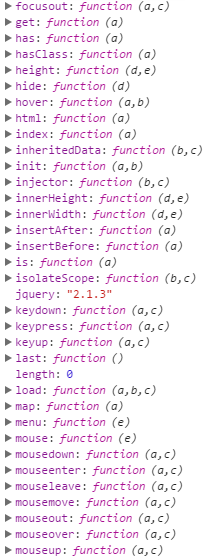 focusout: function (a,c)
get: function (a)
has: function (a)
hasClass: function (a)
height: function (d,e)
hide: function (d)
hover: function (a,b)
html: function (a)
index: function (a)
inheritedData: function (b,c)
init: function (a,b)
injector: function (b,c)
innerHeight: function (d,e)
innerWidth: function (d,e)
insertAfter: function (a)
insertBefore: function (a)
is: function (a)
isolateScope: function (b,c)
jquery: "2.1.3"
keydown: function (a,c)
keypress: function (a,c)
keyup: function (a,c)
last: function ()
length: 0
load: function (a,b,c)
map: function (a)
menu: function (e)
mouse: function (e)
mousedown: function (a,c)
mouseenter: function (a,c)
mouseleave: function (a,c)
mousemove: function (a,c)
mouseout: function (a,c)
mouseover: function (a,c)
mouseup: function (a,c)